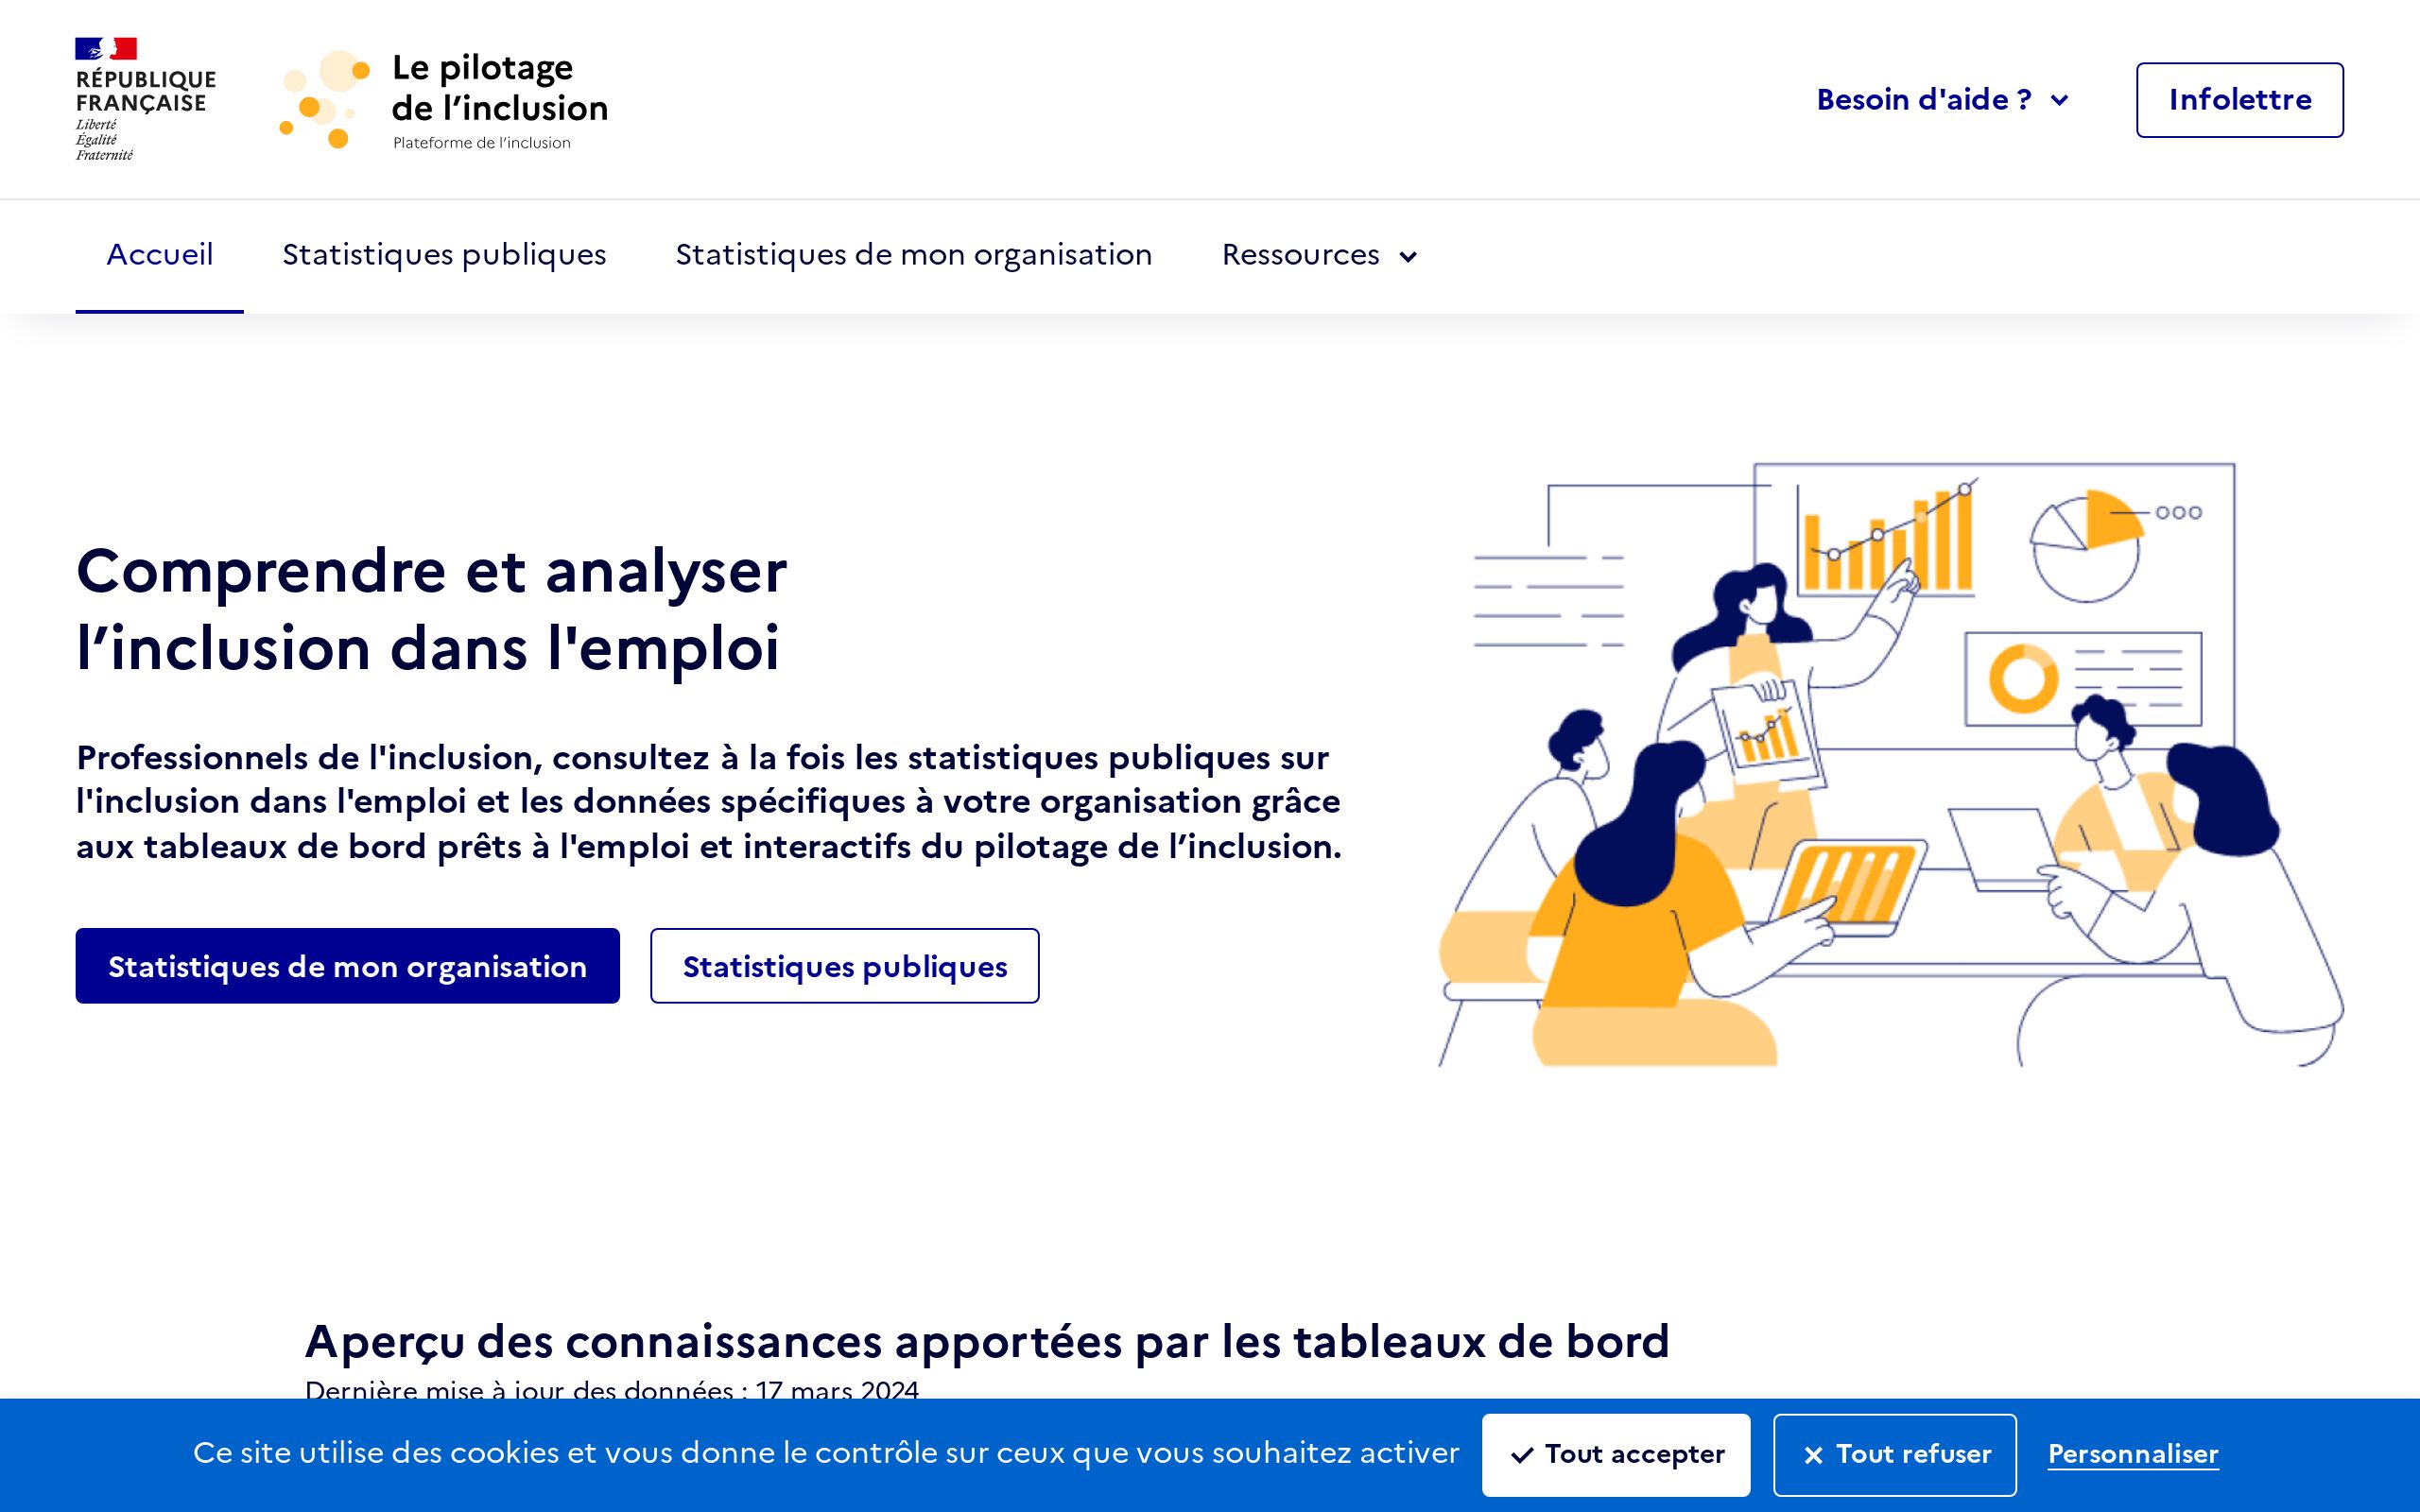 RÉPUBLIQUE
FRANÇAISE
Liberté
Égalité
Fraternité
Le pilotage
de l’inclusion
Plateforme de l’inclusion
Besoin d'aide ?
Infolettre
Accueil
Statistiques publiques
Statistiques de mon organisation
Ressources
Comprendre et analyser
l’inclusion dans l'emploi
Professionnels de l'inclusion, consultez à la fois les statistiques publiques sur
l'inclusion dans l'emploi et les données spécifiques à votre organisation grâce
aux tableaux de bord prêts à l'emploi et interactifs du pilotage de l’inclusion.
Statistiques de mon organisation
Statistiques publiques
Aperçu des connaissances apportées par les tableaux de bord
Dernière mise à jour des données : 17 mars 2024
Ce site utilise des cookies et vous donne le contrôle sur ceux que vous souhaitez activer
Tout accepter
Tout refuser
Personnaliser